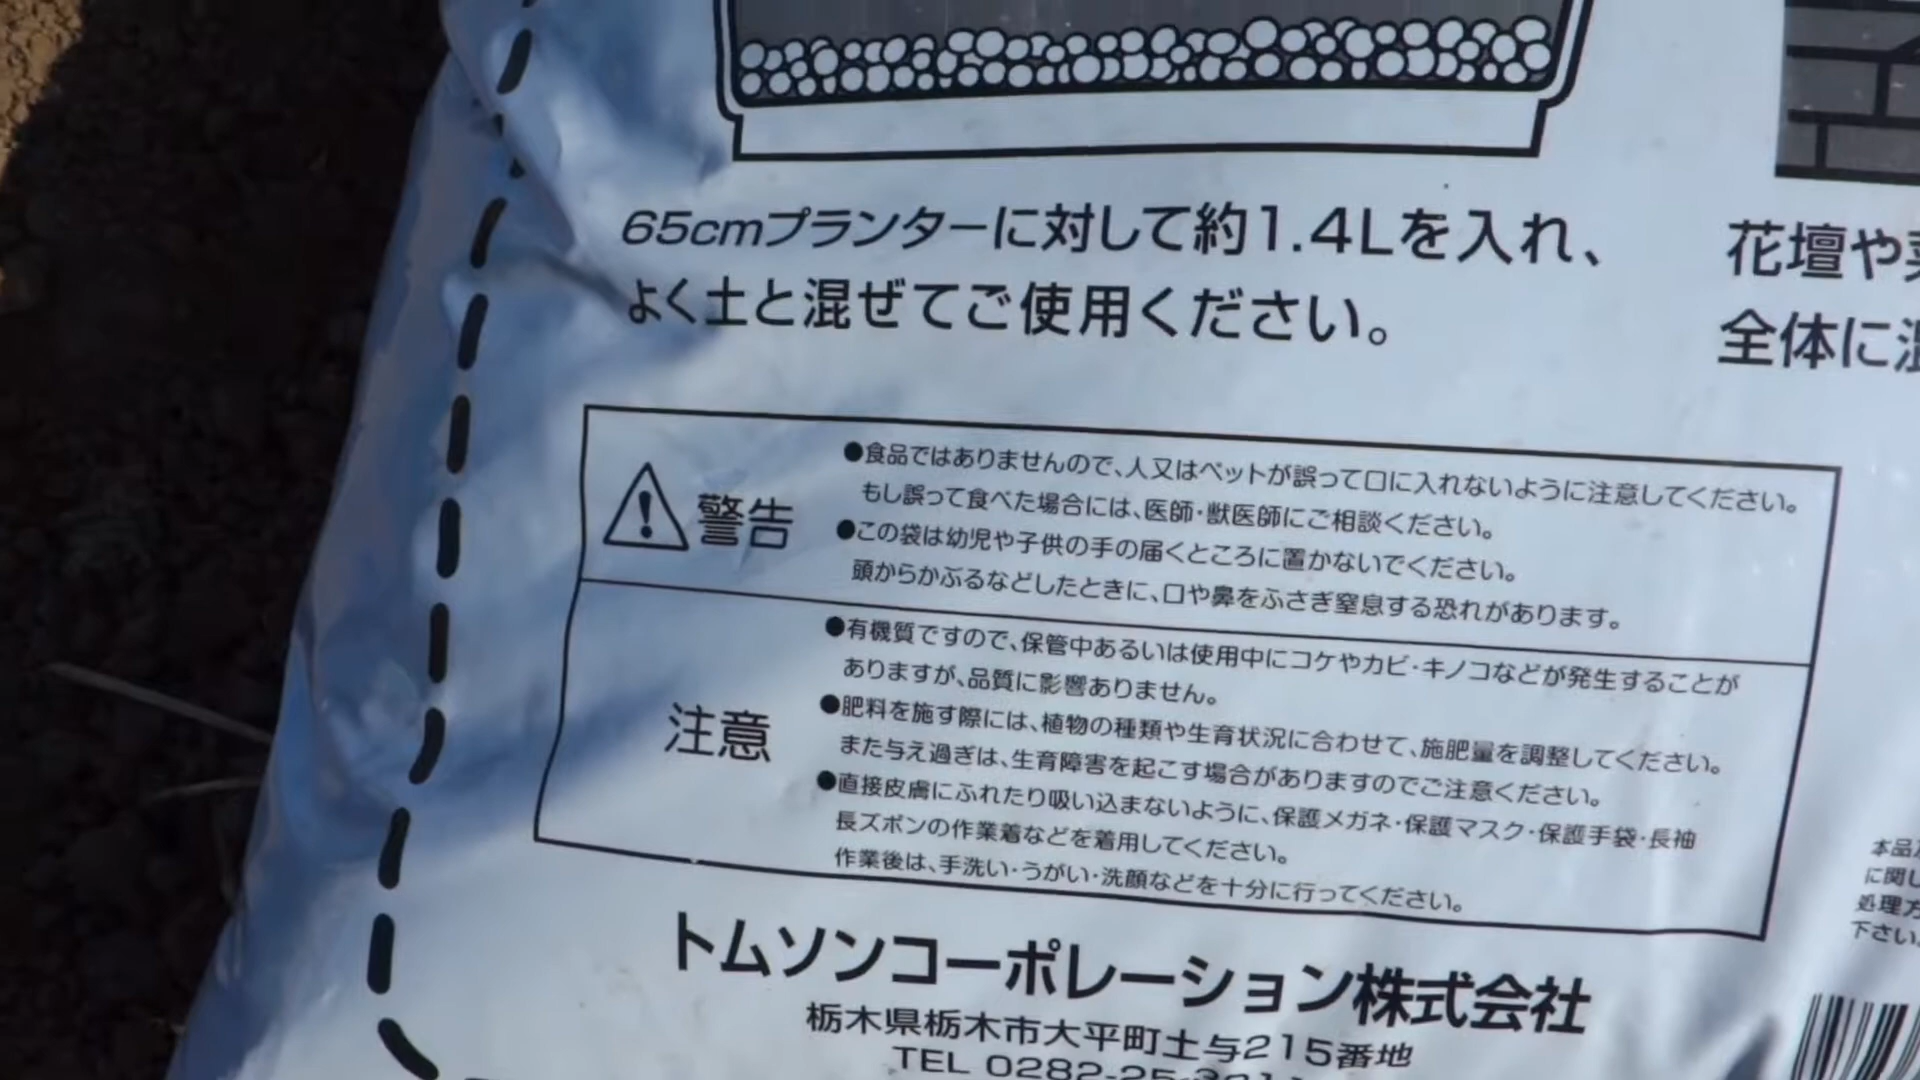 65cmプランターに対して約1.4Lを入れ、
よく土と混ぜてご使用ください。
花壇や
全体に
警告
●食品ではありませんので、人又はペットが誤って口に入れないように注意してください。
もし誤って食べた場合には、医師・獣医師にご相談ください。
●この袋は幼児や子供の手の届くところに置かないでください。
頭からかぶるなどしたときに、口や鼻をふさぎ窒息する恐れがあります。
注意
●有機質ですので、保管中あるいは使用中にコケやカビ・キノコなどが発生することが
ありますが、品質に影響ありません。
●肥料を施す際には、植物の種類や生育状況に合わせて、施肥量を調整してください。
また与え過ぎは、生育障害を起こす場合がありますのでご注意ください。
●直接皮膚にふれたり吸い込まないように、保護メガネ・保護マスク・保護手袋・長袖
長ズボンの作業着などを着用してください。
作業後は、手洗い・うがい・洗顔などを十分に行ってください。
本品
に関し
処理方
下さい。
トムソンコーポレーション株式会社
栃木県栃木市大平町土与215番地
TEL 0282-25-